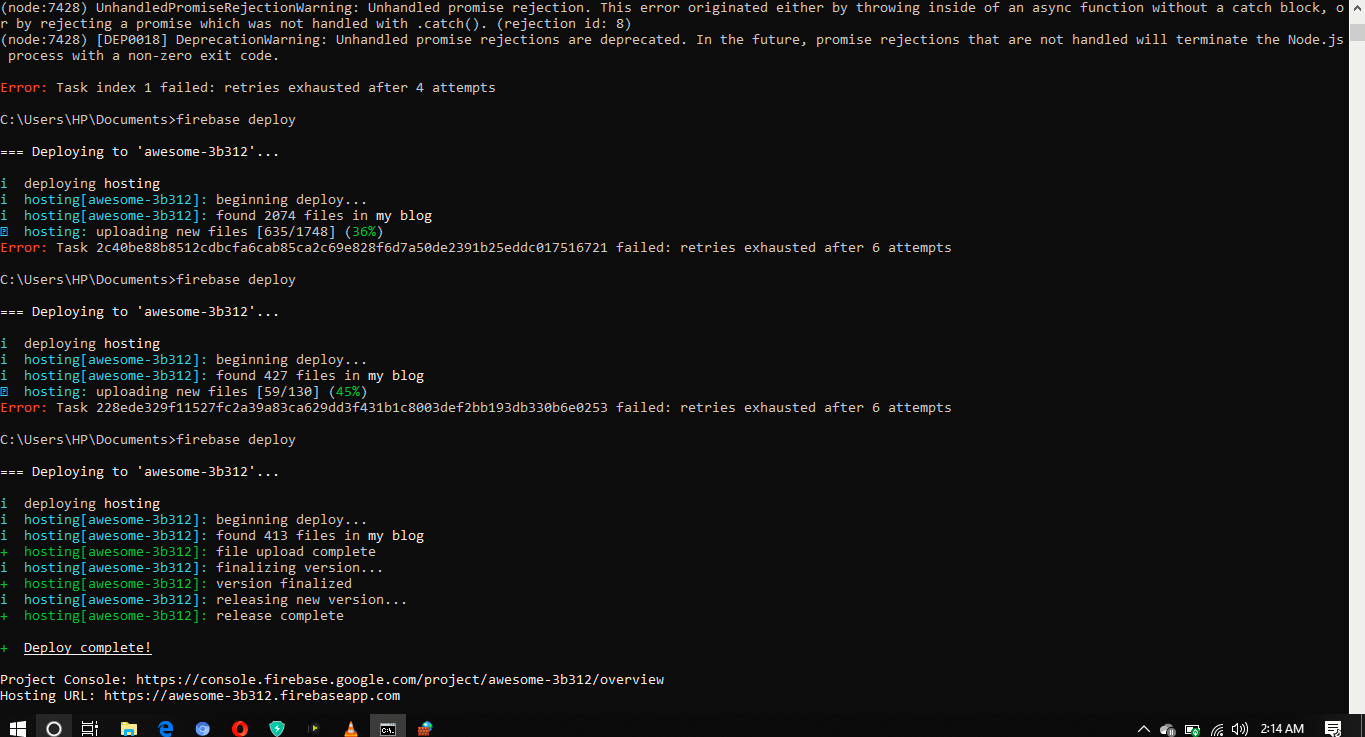 (node:7428) UnhandledPromiseRejectionWarning: Unhandled promise rejection. This error originated either by throwing inside of an async function without a catch block, o
r by rejecting a promise which was not handled with .catch(). (rejection id: 8)
(node:7428) [DEP0018] DeprecationWarning: Unhandled promise rejections are deprecated. In the future, promise rejections that are not handled will terminate the Node.js
 process with a non-zero exit code.
Error: Task index 1 failed: retries exhausted after 4 attempts
C:\Users\HP\Documents>firebase deploy
=== Deploying to 'awesome-3b312'...
i  deploying hosting
i  hosting[awesome-3b312]: beginning deploy...
i  hosting[awesome-3b312]: found 2074 files in my blog
hosting: uploading new files [635/1748] (36%)
Error: Task 2c40be88b8512cdbcfa6cab85ca2c69e828f6d7a50de2391b25eddc017516721 failed: retries exhausted after 6 attempts
C:\Users\HP\Documents>firebase deploy
=== Deploying to 'awesome-3b312'...
i  deploying hosting
i  hosting[awesome-3b312]: beginning deploy...
i  hosting[awesome-3b312]: found 427 files in my blog
hosting: uploading new files [59/130] (45%)
Error: Task 228ede329f11527fc2a39a83ca629dd3f431b1c8003def2bb193db330b6e0253 failed: retries exhausted after 6 attempts
C:\Users\HP\Documents>firebase deploy
=== Deploying to 'awesome-3b312'...
i  deploying hosting
i  hosting[awesome-3b312]: beginning deploy...
i  hosting[awesome-3b312]: found 413 files in my blog
+  hosting[awesome-3b312]: file upload complete
i  hosting[awesome-3b312]: finalizing version...
+  hosting[awesome-3b312]: version finalized
i  hosting[awesome-3b312]: releasing new version...
+  hosting[awesome-3b312]: release complete
+  Deploy complete!
Project Console: https://console.firebase.google.com/project/awesome-3b312/overview
Hosting URL: https://awesome-3b312.firebaseapp.com
2:14 AM